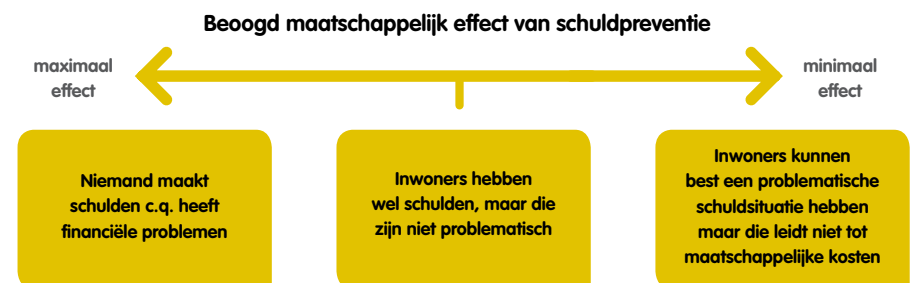 Beoogd maatschappelijk effect van schuldpreventie
maximaal
effect
minimaal
effect
Niemand maakt
schulden c.q. heeft
financiële problemen
Inwoners hebben
wel schulden, maar die
zijn niet problematisch
Inwoners kunnen
best een problematische
schuldsituatie hebben
maar die leidt niet tot
maatschappelijke kosten